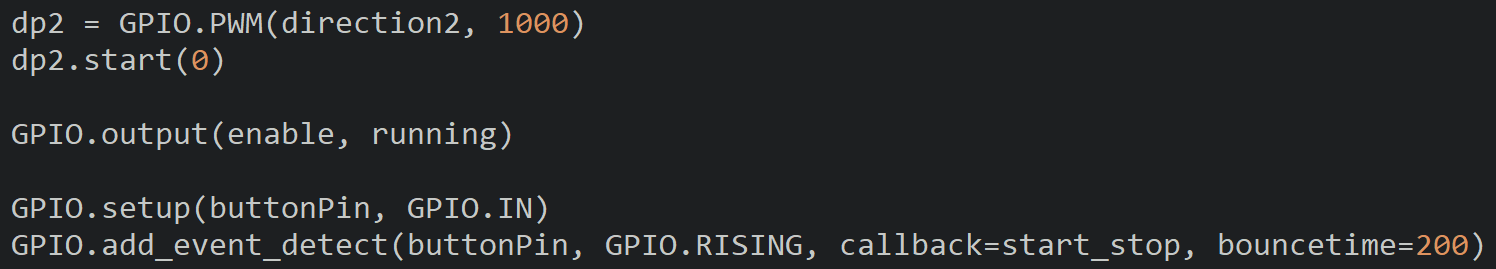 dp2 = GPIO.PWM(direction2, 1000)
dp2.start(0)
GPIO.output(enable, running)
GPIO.setup(buttonPin, GPIO.IN)
GPIO.add_event_detect(buttonPin, GPIO.RISING, callback=start_stop, bouncetime=200)